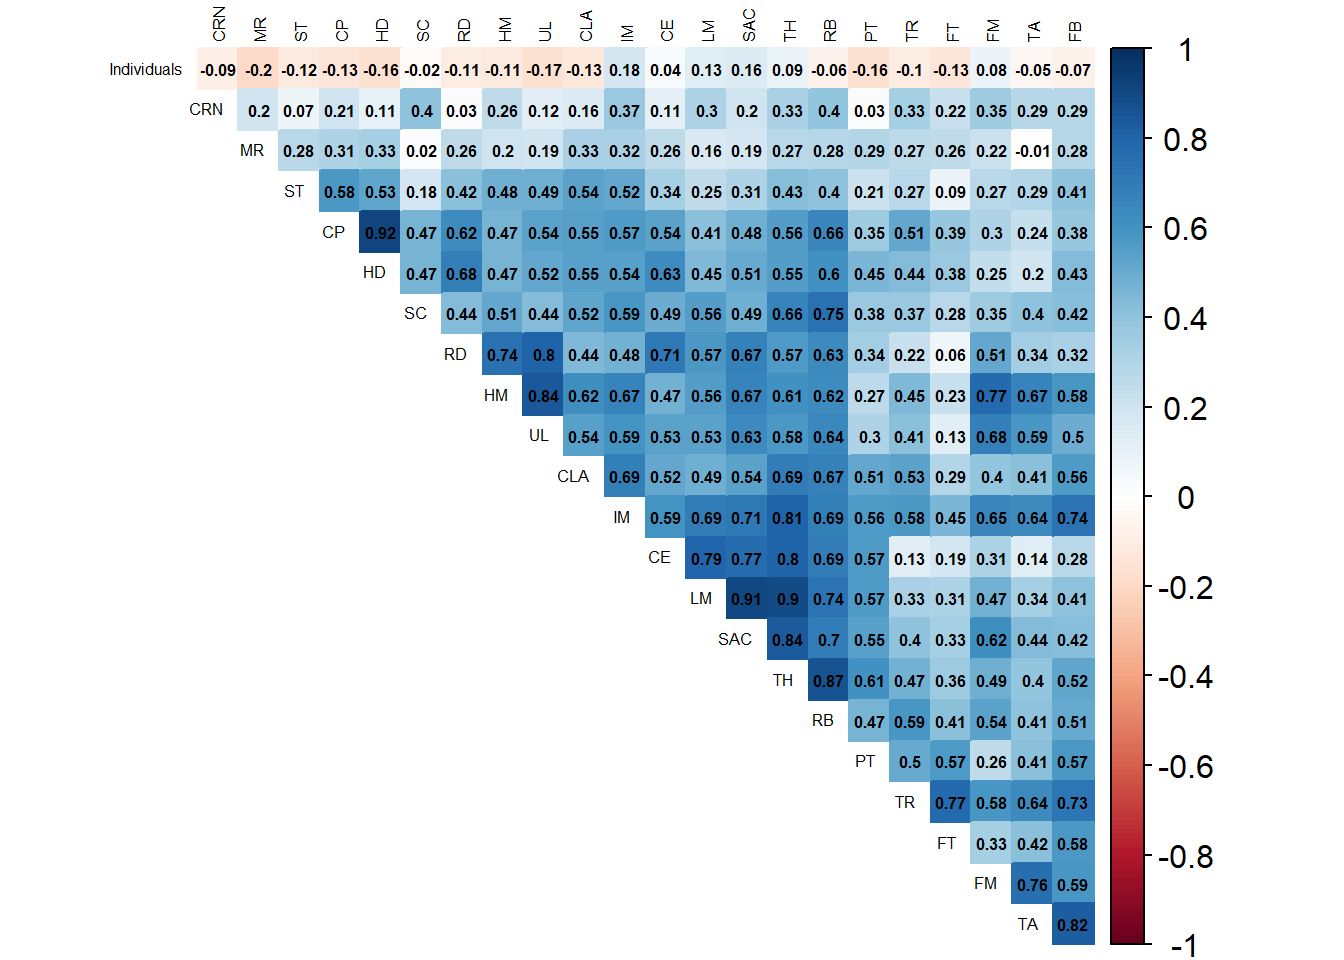 CRN MR ST CP HD SC RD HM UL CLA IM CE LM SAC TH RB PT TR FT FM TA FB
Individuals -0.09 -0.2 -0.12 -0.13 -0.16 -0.02 -0.11 -0.11 -0.17 -0.13 0.18 0.04 0.13 0.16 0.09 -0.06 -0.16 -0.1 -0.13 0.08 -0.05 -0.07
CRN 0.2 0.07 0.21 0.11 0.4 0.03 0.26 0.12 0.16 0.37 0.11 0.3 0.2 0.33 0.4 0.03 0.33 0.22 0.35 0.29 0.29
MR 0.28 0.31 0.33 0.02 0.26 0.2 0.19 0.33 0.32 0.26 0.16 0.19 0.27 0.28 0.29 0.27 0.26 0.22 -0.01 0.28
ST 0.58 0.53 0.18 0.42 0.48 0.49 0.54 0.52 0.34 0.25 0.31 0.43 0.4 0.21 0.27 0.09 0.27 0.29 0.41
CP 0.92 0.47 0.62 0.47 0.54 0.55 0.57 0.54 0.41 0.48 0.56 0.66 0.35 0.51 0.39 0.3 0.24 0.38
HD 0.47 0.68 0.47 0.52 0.55 0.54 0.63 0.45 0.51 0.55 0.6 0.45 0.44 0.38 0.25 0.2 0.43
SC 0.44 0.51 0.44 0.52 0.59 0.49 0.56 0.49 0.66 0.75 0.38 0.37 0.28 0.35 0.4 0.42
RD 0.74 0.8 0.44 0.48 0.71 0.57 0.67 0.57 0.63 0.34 0.22 0.06 0.51 0.34 0.32
HM 0.84 0.62 0.67 0.47 0.56 0.67 0.61 0.62 0.27 0.45 0.23 0.77 0.67 0.58
UL 0.54 0.59 0.53 0.53 0.63 0.58 0.64 0.3 0.41 0.13 0.68 0.59 0.5
CLA 0.69 0.52 0.49 0.54 0.69 0.67 0.51 0.53 0.29 0.4 0.41 0.56
IM 0.59 0.69 0.71 0.81 0.69 0.56 0.58 0.45 0.65 0.64 0.74
CE 0.79 0.77 0.8 0.69 0.57 0.13 0.19 0.31 0.14 0.28
LM 0.91 0.9 0.74 0.57 0.33 0.31 0.47 0.34 0.41
SAC 0.84 0.7 0.55 0.4 0.33 0.62 0.44 0.42
TH 0.87 0.61 0.47 0.36 0.49 0.4 0.52
RB 0.47 0.59 0.41 0.54 0.41 0.51
PT 0.5 0.57 0.26 0.41 0.57
TR 0.77 0.58 0.64 0.73
FT 0.33 0.42 0.58
FM 0.76 0.59
TA 0.82
1
0.8
0.6
0.4
0.2
0
-0.2
-0.4
-0.6
-0.8
-1